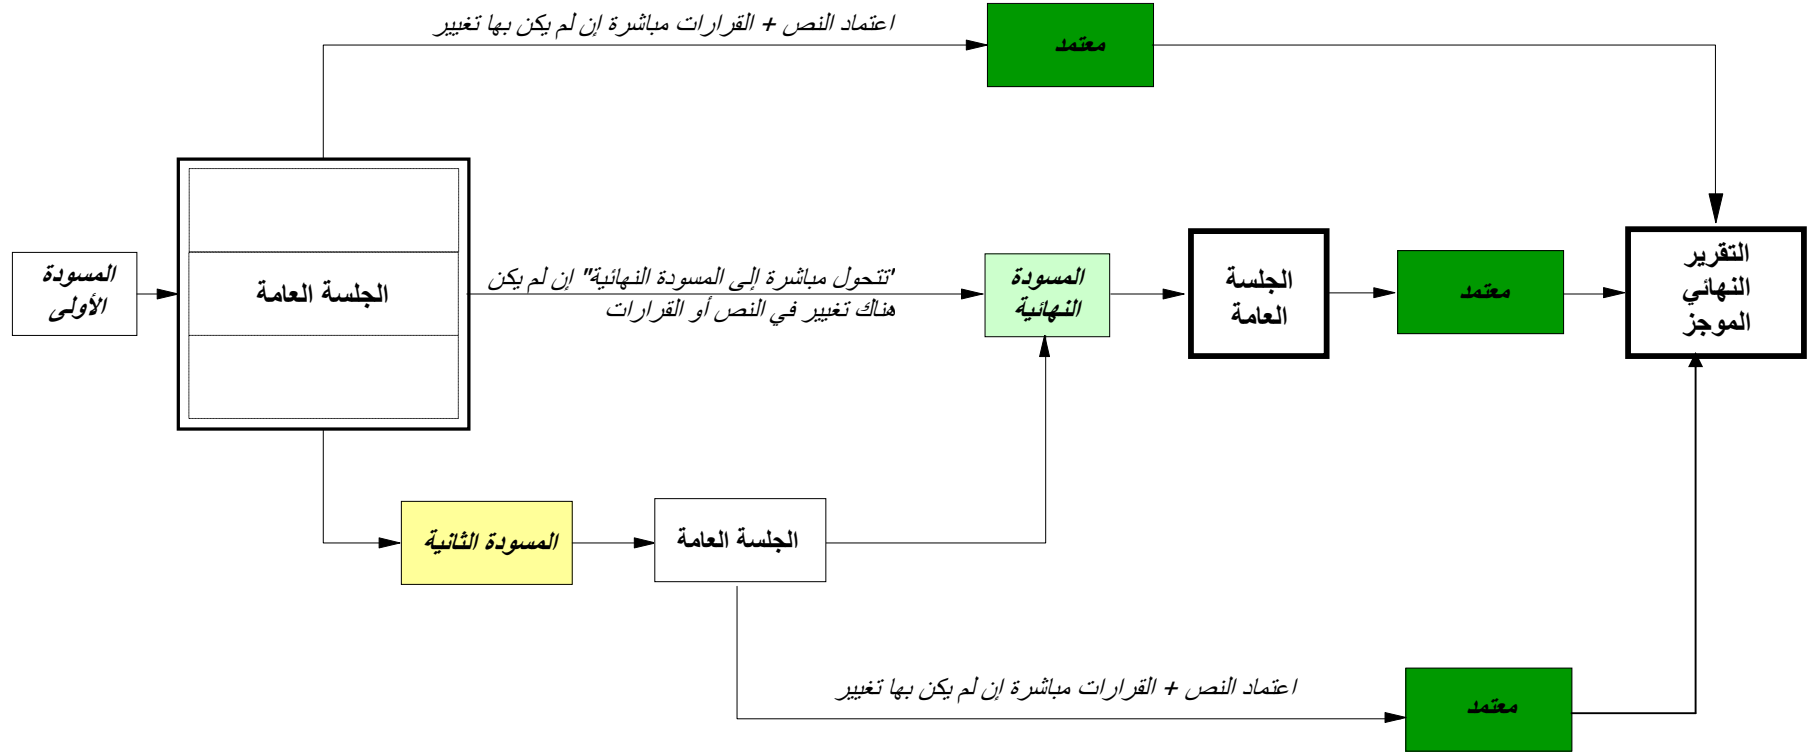 اعتماد النص + القرارات مباشرة إن لم يكن بها تغيير
معتمد
المسودة
الأولى
الجلسة العامة
"تتحول مباشرة إلى المسودة النهائية" إن لم يكن
هناك تغيير في النص أو القرارات
المسودة
النهائية
الجلسة
العامة
معتمد
التقرير
النهائي
الموجز
المسودة الثانية
الجلسة العامة
اعتماد النص + القرارات مباشرة إن لم يكن بها تغيير
معتمد